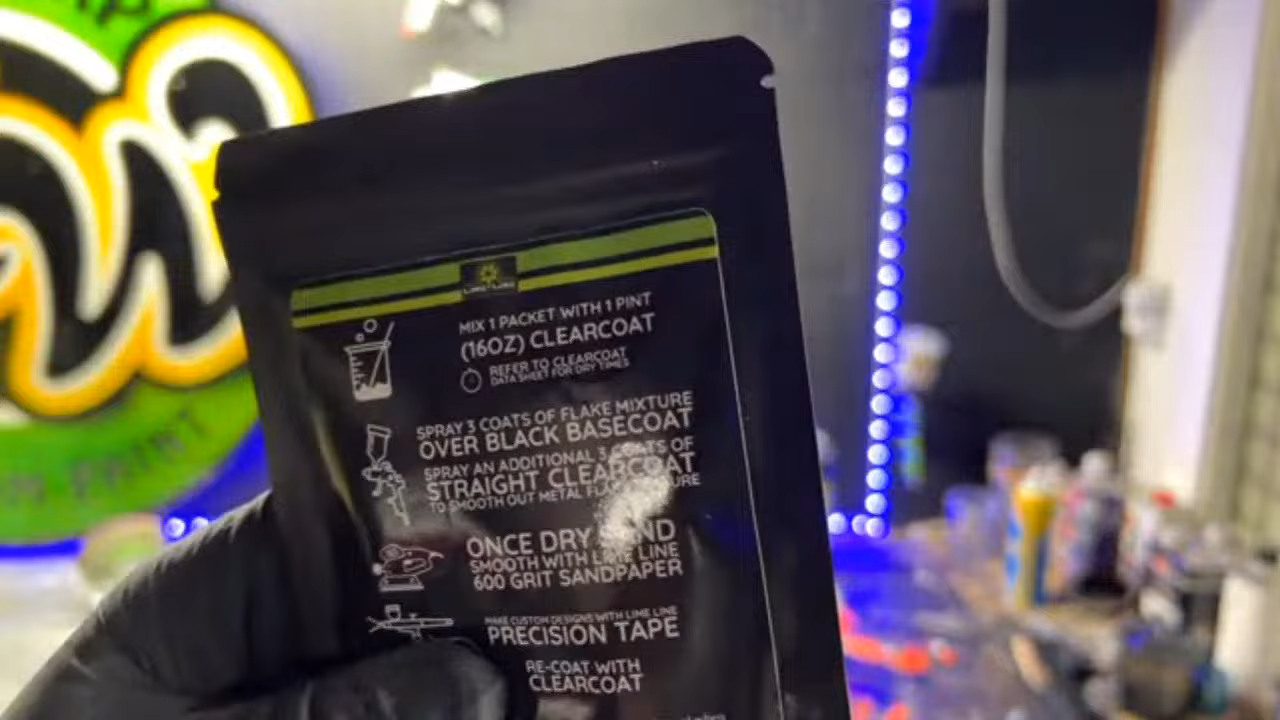 MIX 1 PACKET WITH 1 PINT
(16OZ) CLEARCOAT
REFER TO CLEARCOAT
DATA SHEET FOR DRY TIMES
SPRAY 3 COATS OF FLAKE MIXTURE
OVER BLACK BASECOAT
SPRAY AN ADDITIONAL 3 COATS OF
STRAIGHT CLEARCOAT
TO SMOOTH OUT METAL
ONCE DRY SAND
SMOOTH WITH LIME LINE
600 GRIT SANDPAPER
MAKE CUSTOM DESIGNS WITH LIME LINE
PRECISION TAPE
RE-COAT WITH
CLEARCOAT